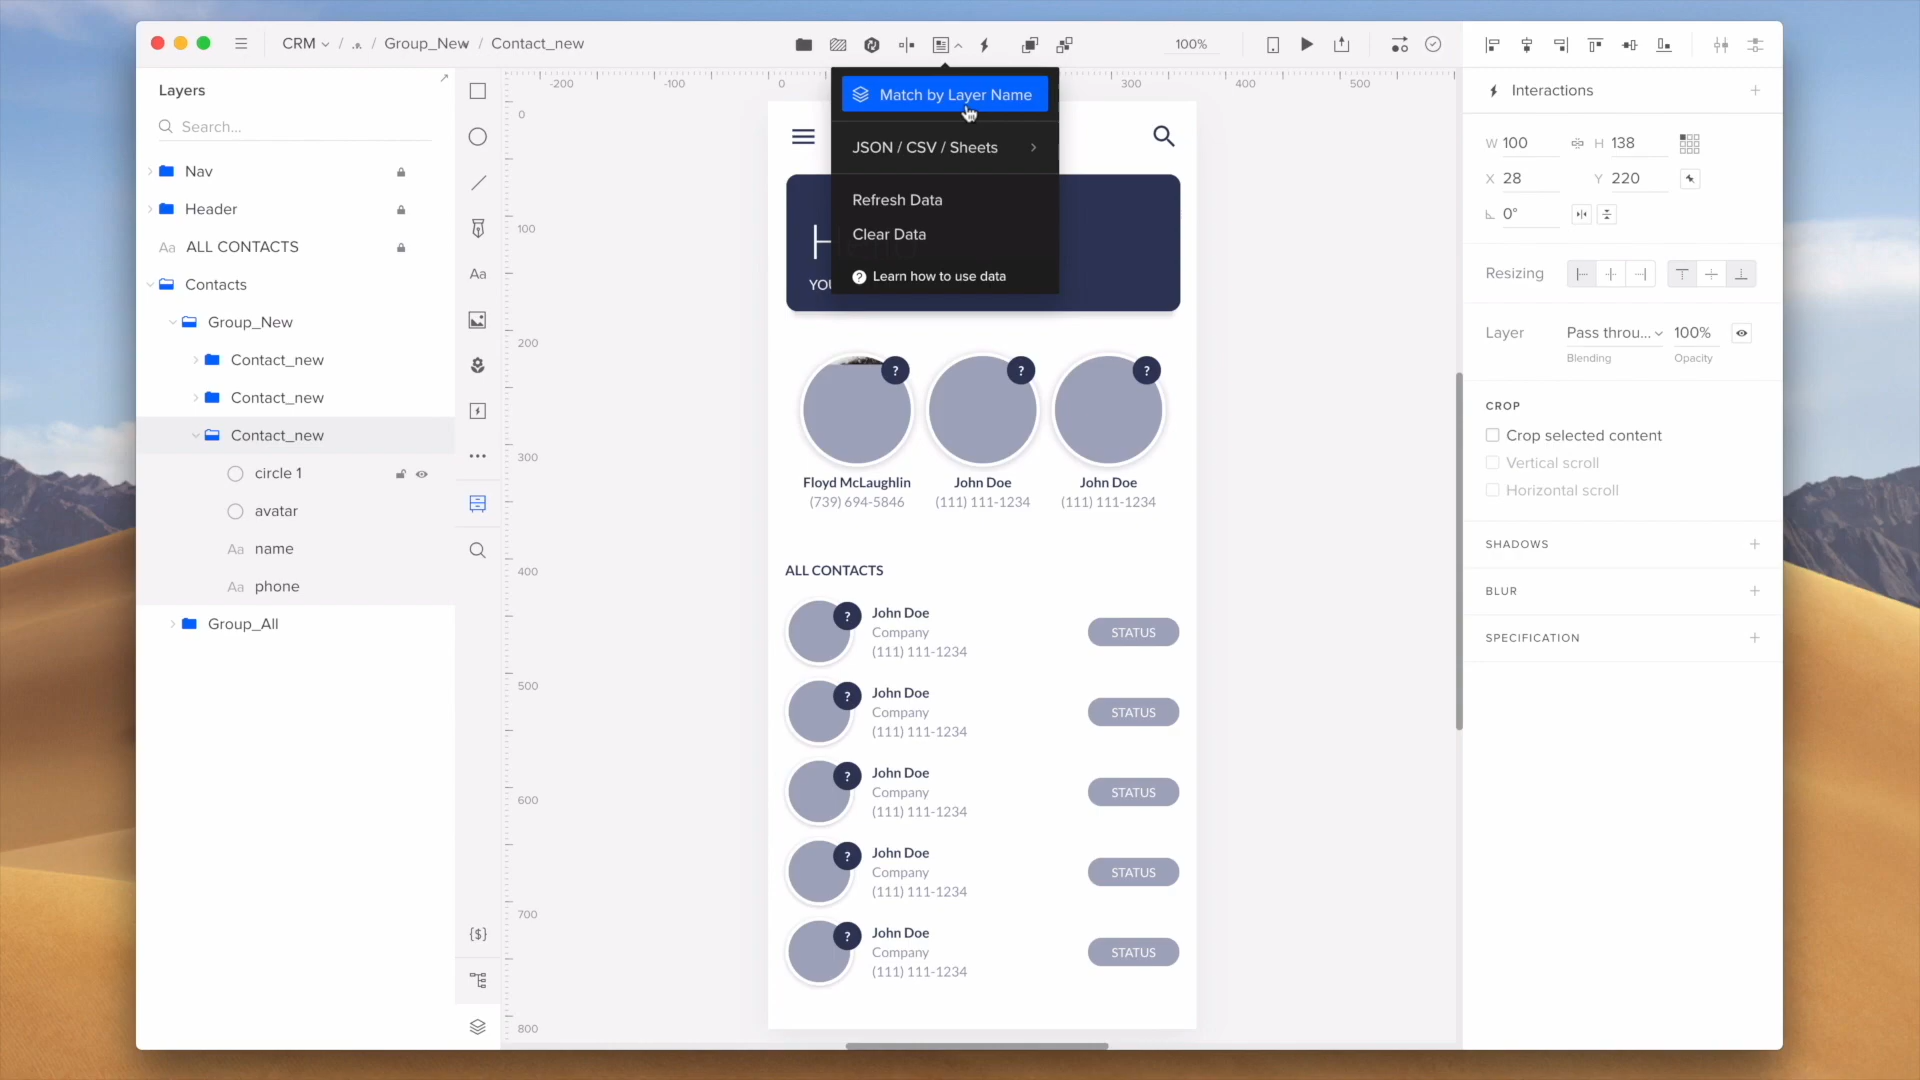 CRM / / Group_New / Contact_new
100%
Layers
Search...
Nav
Header
Aa ALL CONTACTS
Contacts
Group_New
Contact_new
Contact_new
Contact_new
circle 1
avatar
Aa name
Aa phone
Group_All
Aa
{$}
-200 -100 0 300 400 500
0
100
200
300
400
500
600
700
800
Match by Layer Name
JSON / CSV / Sheets
Refresh Data
Clear Data
? Learn how to use data
H
YOU
? ? ?
Floyd McLaughlin John Doe John Doe
(739) 694-5846 (111) 111-1234 (111) 111-1234
ALL CONTACTS
? John Doe
Company STATUS
(111) 111-1234
? John Doe
Company STATUS
(111) 111-1234
? John Doe
Company STATUS
(111) 111-1234
? John Doe
Company STATUS
(111) 111-1234
? John Doe
Company STATUS
(111) 111-1234
Interactions
W 100 H 138
X 28 Y 220
0°
Resizing
Layer Pass throu... 100%
Blending Opacity
CROP
Crop selected content
Vertical scroll
Horizontal scroll
SHADOWS
BLUR
SPECIFICATION